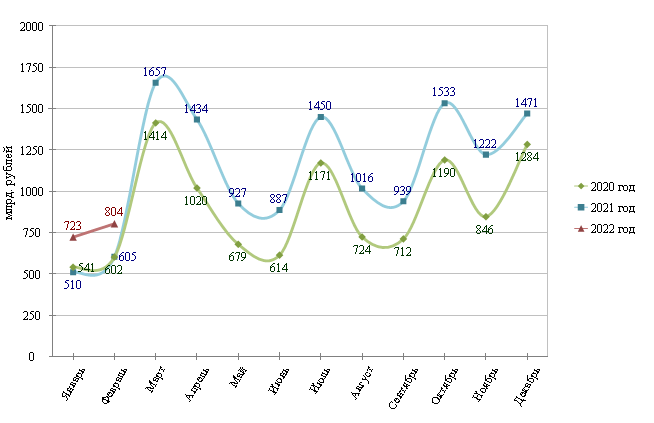 2000
1750
1500
1250
1000
750
500
250
0
млрд. рублей
1657
1434
927
887
1450
1016
939
1533
1222
1471
723
804
541
602
605
510
1414
1020
679
614
1171
724
712
1190
846
1284
2020 год
2021 год
2022 год
Январь
Февраль
Март
Апрель
Май
Июнь
Июль
Август
Сентябрь
Октябрь
Ноябрь
Декабрь